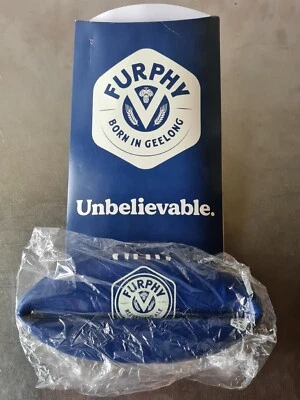 FURPHY
BORN IN GEELONG
Unbelievable.
FURPHY